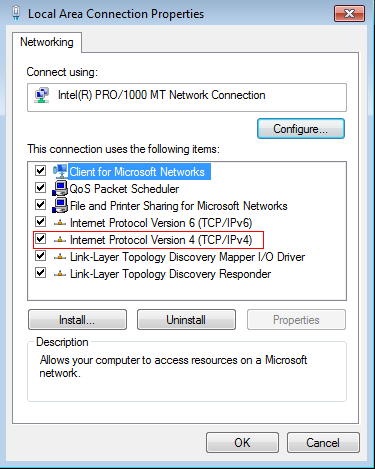 Local Area Connection Properties
Networking
Connect using:
Intel(R) PRO/1000 MT Network Connection
Configure...
This connection uses the following items:
Client for Microsoft Networks
QoS Packet Scheduler
File and Printer Sharing for Microsoft Networks
Internet Protocol Version 6 (TCP/IPv6)
Internet Protocol Version 4 (TCP/IPv4)
Link-Layer Topology Discovery Mapper I/O Driver
Link-Layer Topology Discovery Responder
Install... Uninstall Properties
Description
Allows your computer to access resources on a Microsoft
network.
OK Cancel